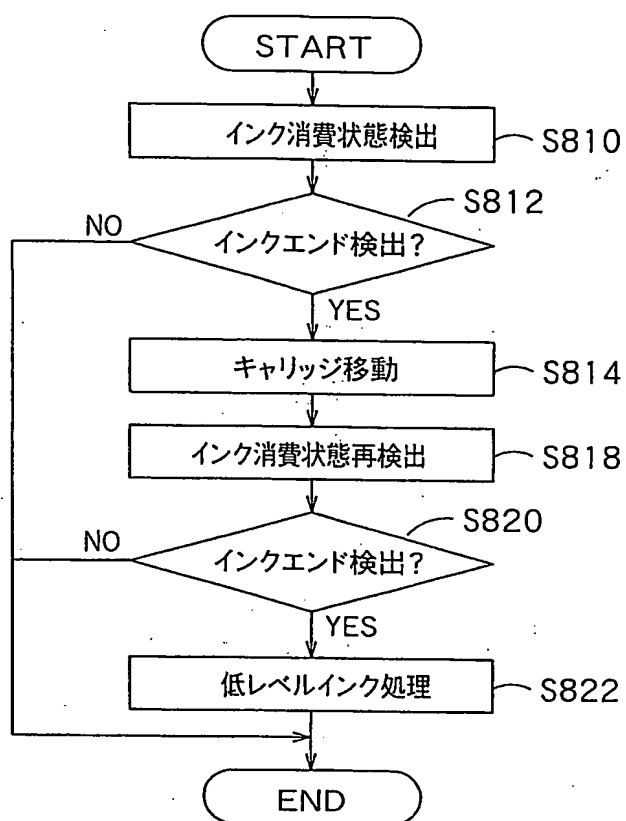 START
インク消費状態検出
S810
S812
NO
インクエンド検出？
YES
キャリッジ移動
S814
インク消費状態再検出
S818
S820
NO
インクエンド検出？
YES
低レベルインク処理
S822
END